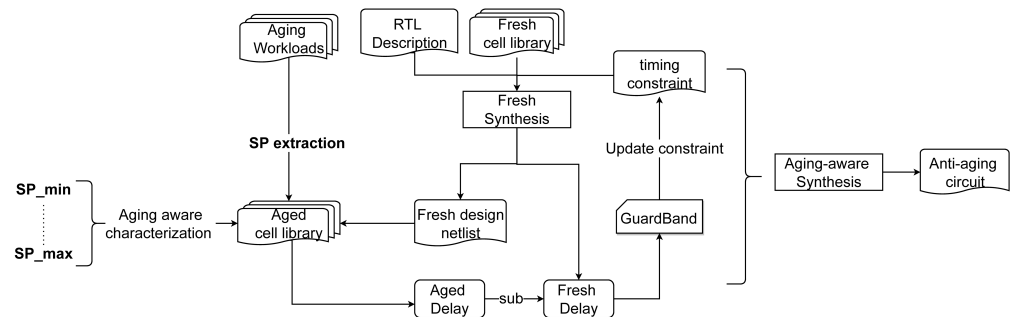 Aging
Workloads
RTL
Description
Fresh
cell library
timing
constraint
Fresh
Synthesis
SP extraction
Update constraint
Aging-aware
Synthesis
Anti-aging
circuit
SP_min
SP_max
Aging aware
characterization
Aged
cell library
Fresh design
netlist
GuardBand
Aged
Delay
sub
Fresh
Delay